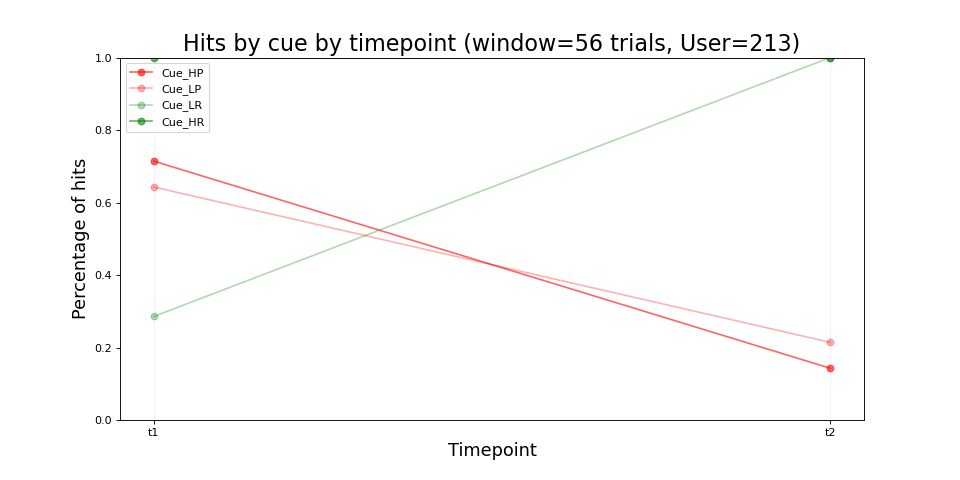 Hits by cue by timepoint (window=56 trials, User=213)
1.0
0.8
0.6
0.4
0.2
0.0
Percentage of hits
Cue_HP
Cue_LP
Cue_LR
Cue_HR
t1
t2
Timepoint